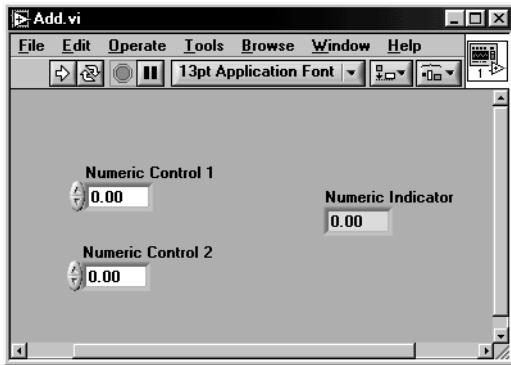 Add.vi
File Edit Operate Tools Browse Window Help
13pt Application Font
1
Numeric Control 1
0.00
Numeric Indicator
0.00
Numeric Control 2
0.00